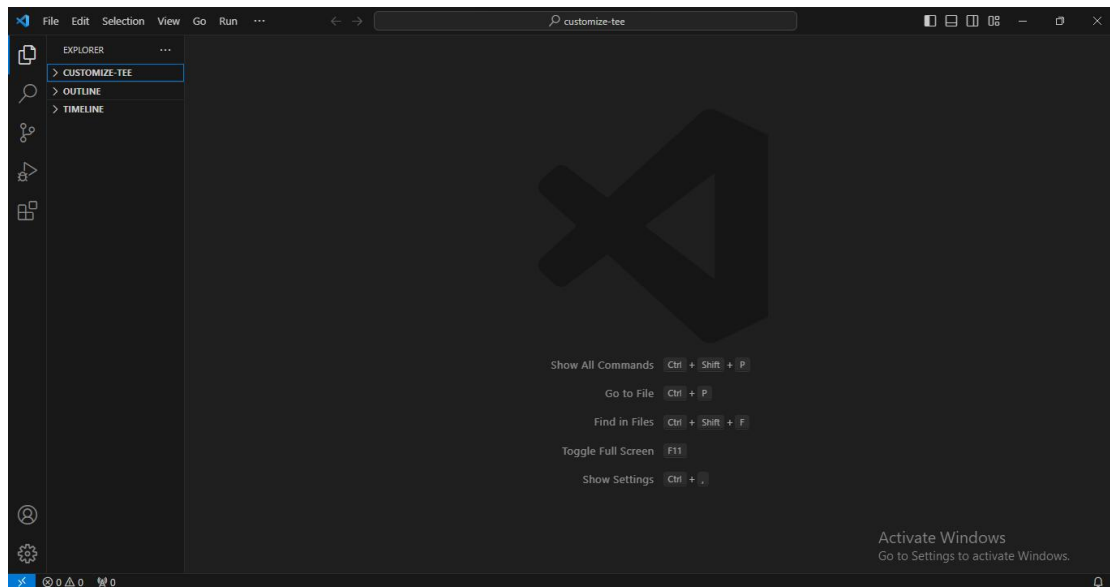 File Edit Selection View Go Run ···
customize-tee
EXPLORER ···
CUSTOMIZE-TEE
OUTLINE
TIMELINE
Show All Commands Ctrl + Shift + P
Go to File Ctrl + P
Find in Files Ctrl + Shift + F
Toggle Full Screen F11
Show Settings Ctrl + ,
Activate Windows
Go to Settings to activate Windows.
0 0 0